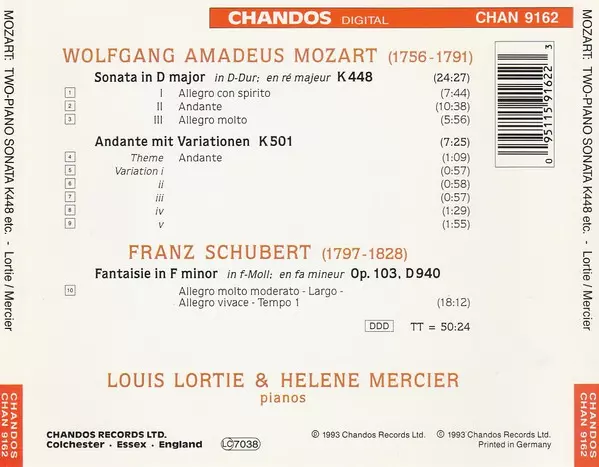 CHANDOS DIGITAL CHAN 9162
WOLFGANG AMADEUS MOZART (1756-1791)
Sonata in D major in D-Dur; en ré majeur K448 (24:27)
1 I Allegro con spirito (7:44)
2 II Andante (10:38)
3 III Allegro molto (5:56)
Andante mit Variationen K501 (7:25)
4 Theme Andante (1:09)
5 Variation i (0:57)
6 ii (0:58)
7 iii (0:57)
8 iv (1:29)
9 v (1:55)
FRANZ SCHUBERT (1797-1828)
Fantaisie in F minor in f-Moll; en fa mineur Op. 103, D940
10 Allegro molto moderato - Largo -
Allegro vivace - Tempo 1 (18:12)
DDD TT = 50:24
LOUIS LORTIE & HELENE MERCIER
pianos
CHANDOS RECORDS LTD.
Colchester · Essex · England
LC 7038
℗ 1993 Chandos Records Ltd.
© 1993 Chandos Records Ltd.
Printed in Germany
0 95115 91622 3
MOZART: TWO-PIANO SONATA K448 etc. - Lortie / Mercier
CHANDOS
CHAN 9162
MOZART: TWO-PIANO SONATA K448 etc. - Lortie / Mercier
CHANDOS
CHAN 9162